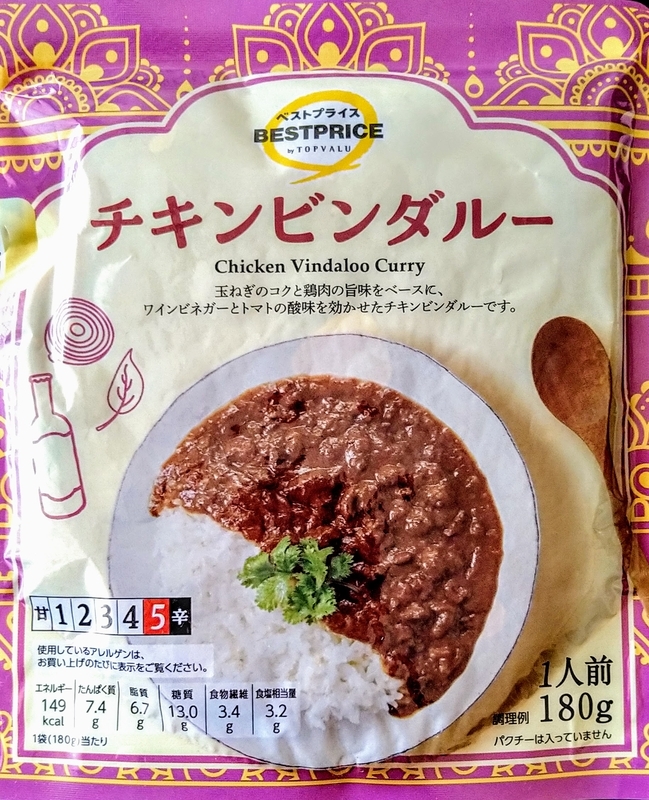 ベストプライス
BESTPRICE
by TOPVALU
チキンビンダルー
Chicken Vindaloo Curry
玉ねぎのコクと鶏肉の旨味をベースに、
ワインビネガーとトマトの酸味を効かせたチキンビンダルーです。
甘 1 2 3 4 5 辛
使用しているアレルゲンは、
お買い上げのたびに表示をご覧ください。
エネルギー たんぱく質 脂質 糖質 食物繊維 食塩相当量
149 7.4 6.7 13.0 3.4 3.2
kcal g g g g g
1袋(180g)当たり
1人前
調理例 180g
パクチーは入っていません